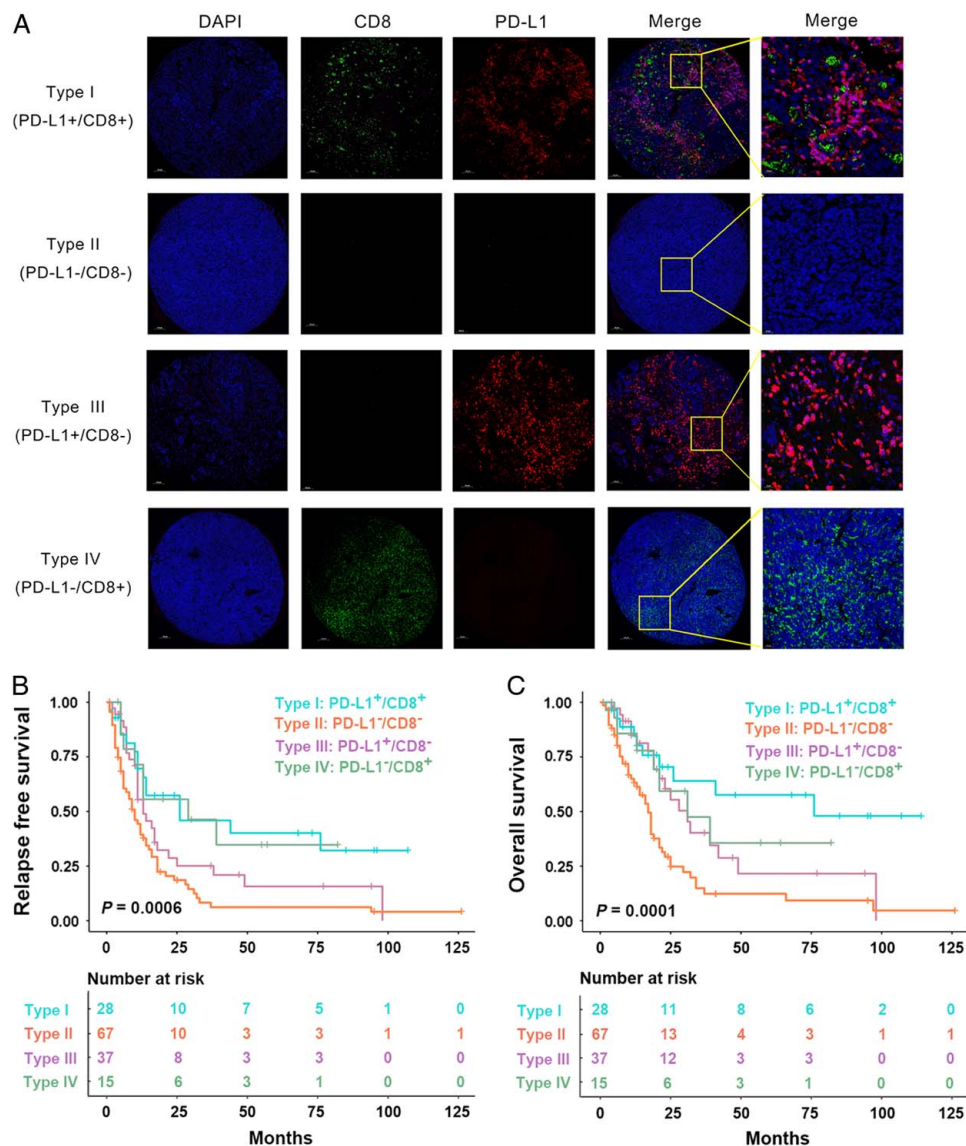 A
DAPI CD8 PD-L1 Merge Merge
Type I
(PD-L1+/CD8+)
Type II
(PD-L1-/CD8-)
Type III
(PD-L1+/CD8-)
Type IV
(PD-L1-/CD8+)
B
Relapse free survival
1.00
0.75
0.50
0.25
0.00
Type I: PD-L1⁺/CD8⁺
Type II: PD-L1⁻/CD8⁻
Type III: PD-L1⁺/CD8⁻
Type IV: PD-L1⁻/CD8⁺
P = 0.0006
0 25 50 75 100 125
Number at risk
Type I 28 10 7 5 1 0
Type II 67 10 3 3 1 1
Type III 37 8 3 3 0 0
Type IV 15 6 3 1 0 0
0 25 50 75 100 125
Months
C
Overall survival
1.00
0.75
0.50
0.25
0.00
Type I: PD-L1⁺/CD8⁺
Type II: PD-L1⁻/CD8⁻
Type III: PD-L1⁺/CD8⁻
Type IV: PD-L1⁻/CD8⁺
P = 0.0001
0 25 50 75 100 125
Number at risk
Type I 28 11 8 6 2 0
Type II 67 13 4 3 1 1
Type III 37 12 3 3 0 0
Type IV 15 6 3 1 0 0
0 25 50 75 100 125
Months